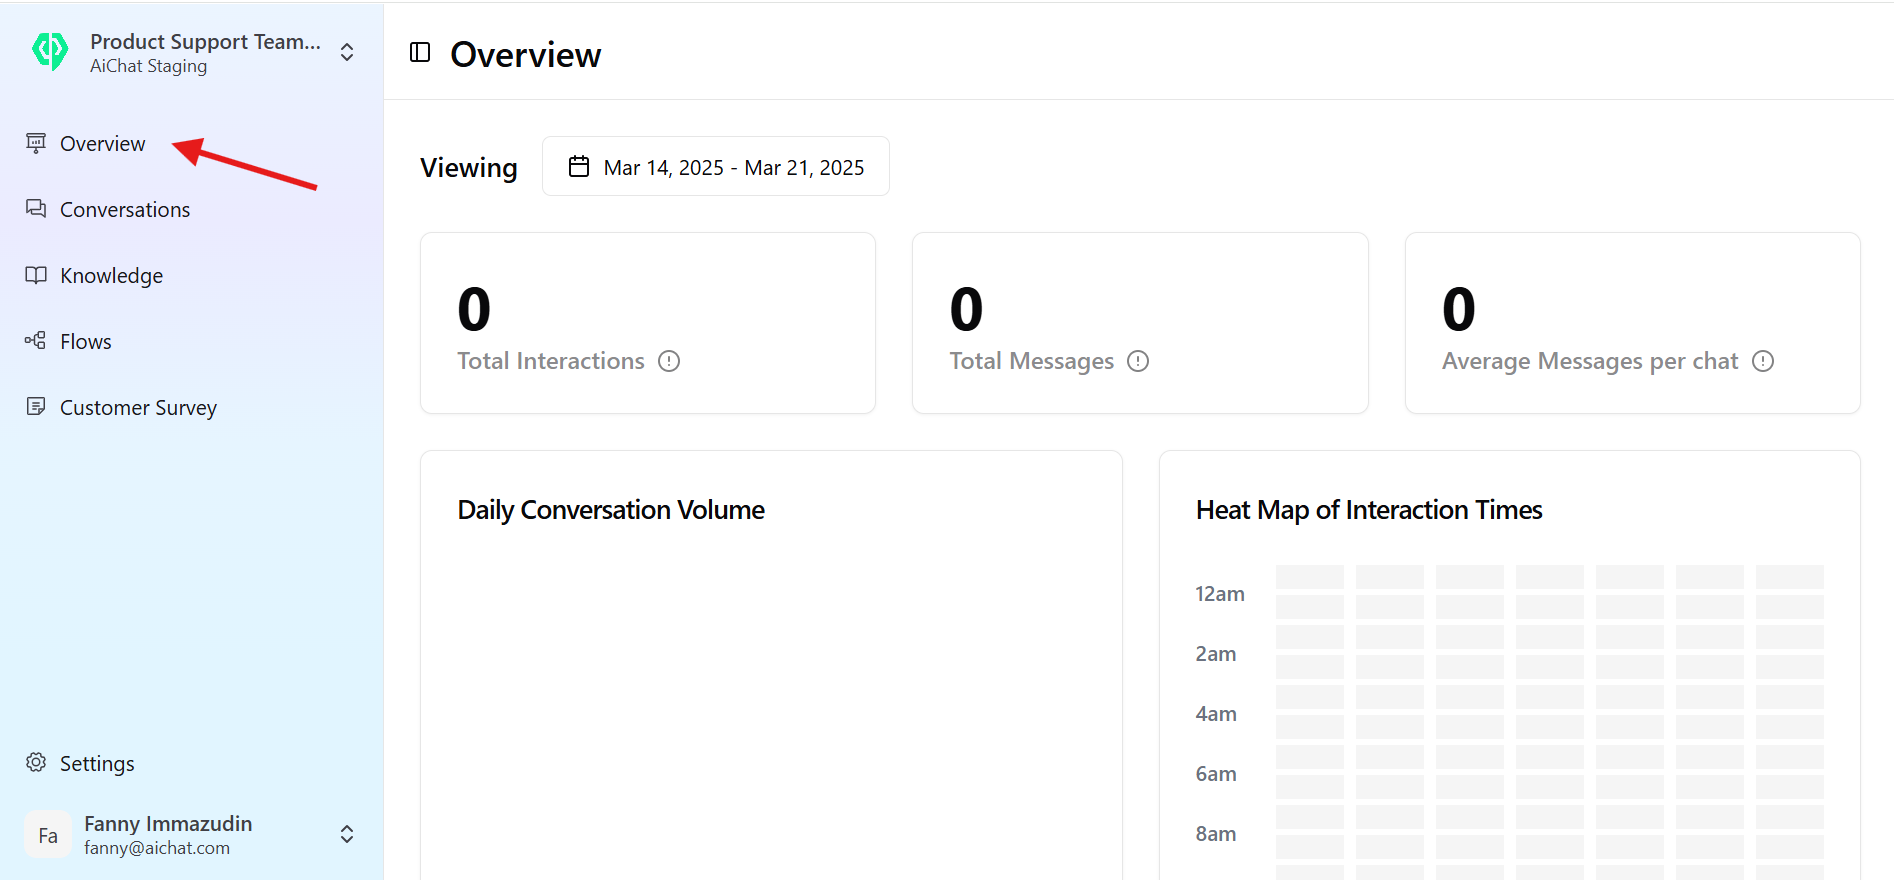 Product Support Team...
AiChat Staging
Overview
Conversations
Knowledge
Flows
Customer Survey
Settings
Fa
Fanny Immazudin
fanny@aichat.com
Overview
Viewing
Mar 14, 2025 - Mar 21, 2025
0
Total Interactions
0
Total Messages
0
Average Messages per chat
Daily Conversation Volume
Heat Map of Interaction Times
12am
2am
4am
6am
8am